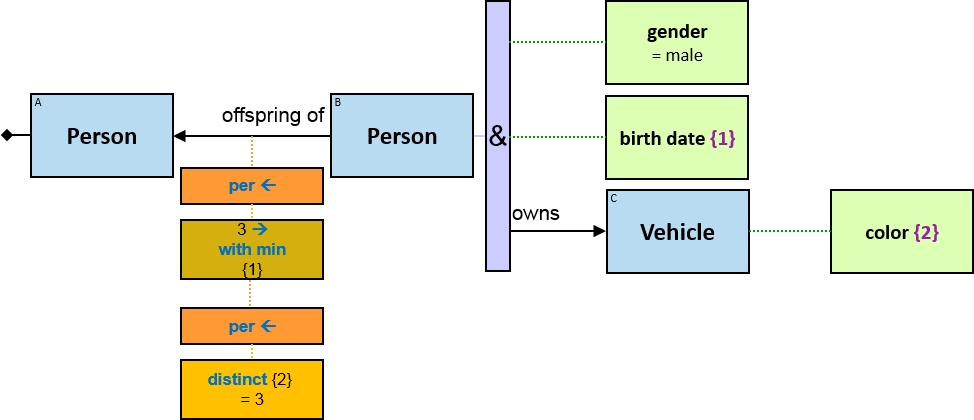 A
Person
offspring of
B
Person
&
gender
= male
birth date {1}
owns
C
Vehicle
color {2}
per ←
3 →
with min
{1}
per ←
distinct {2}
= 3